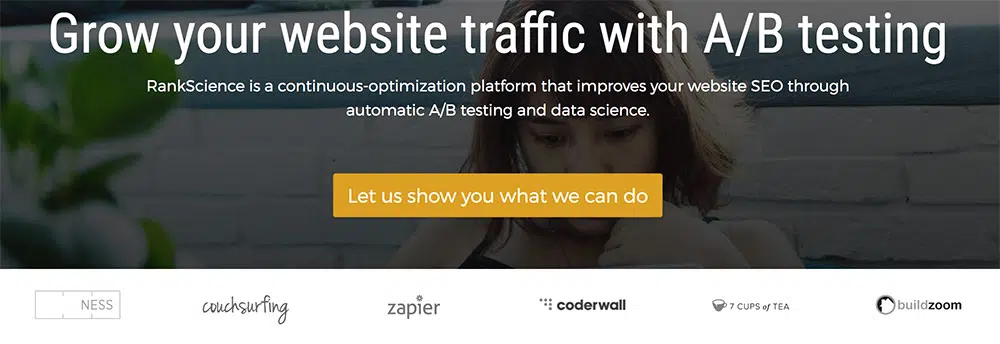 Grow your website traffic with A/B testing
RankScience is a continuous-optimization platform that improves your website SEO through
automatic A/B testing and data science.
Let us show you what we can do
NESS
couchsurfing
zapier
coderwall
7 CUPS of TEA
buildzoom